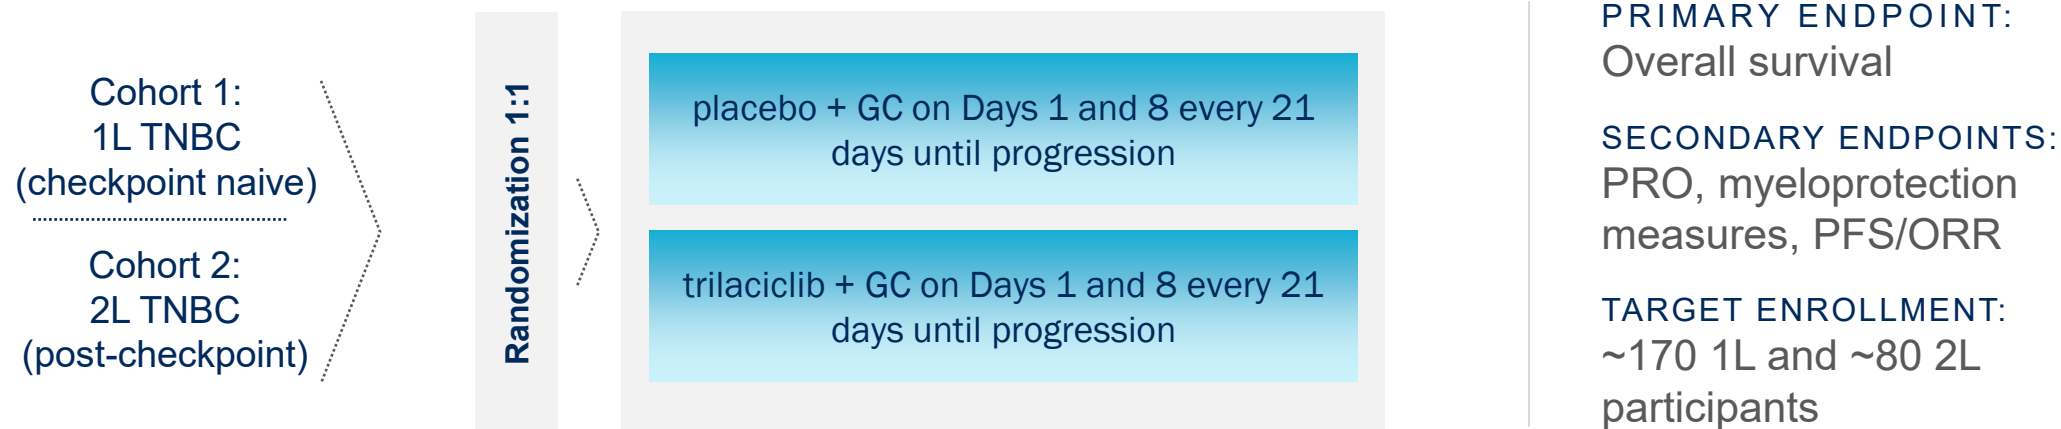 Cohort 1:
1L TNBC
(checkpoint naive)
Cohort 2:
2L TNBC
(post-checkpoint)
Randomization 1:1
placebo + GC on Days 1 and 8 every 21
days until progression
trilaciclib + GC on Days 1 and 8 every 21
days until progression
PRIMARY ENDPOINT:
Overall survival
SECONDARY ENDPOINTS:
PRO, myeloprotection
measures, PFS/ORR
TARGET ENROLLMENT:
~170 1L and ~80 2L
participants